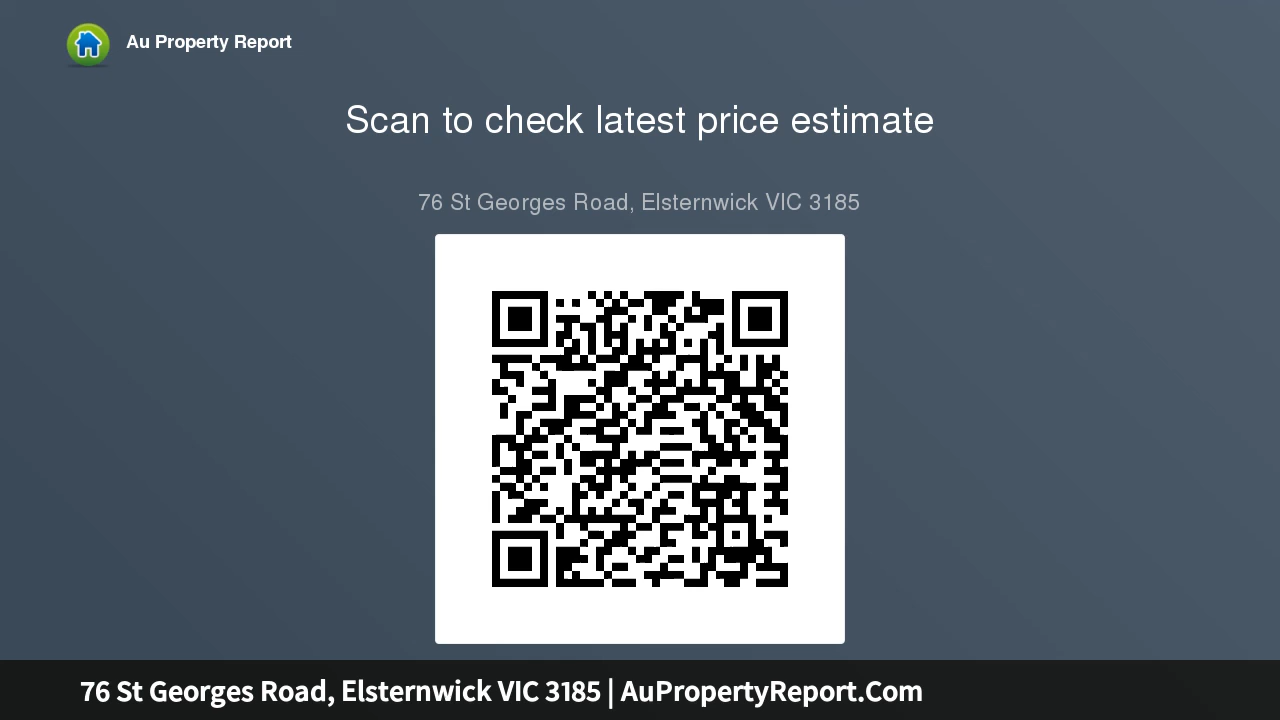 Au Property Report
Scan to check latest price estimate
76 St Georges Road, Elsternwick VIC 3185
76 St Georges Road, Elsternwick VIC 3185 | AuPropertyReport.Com